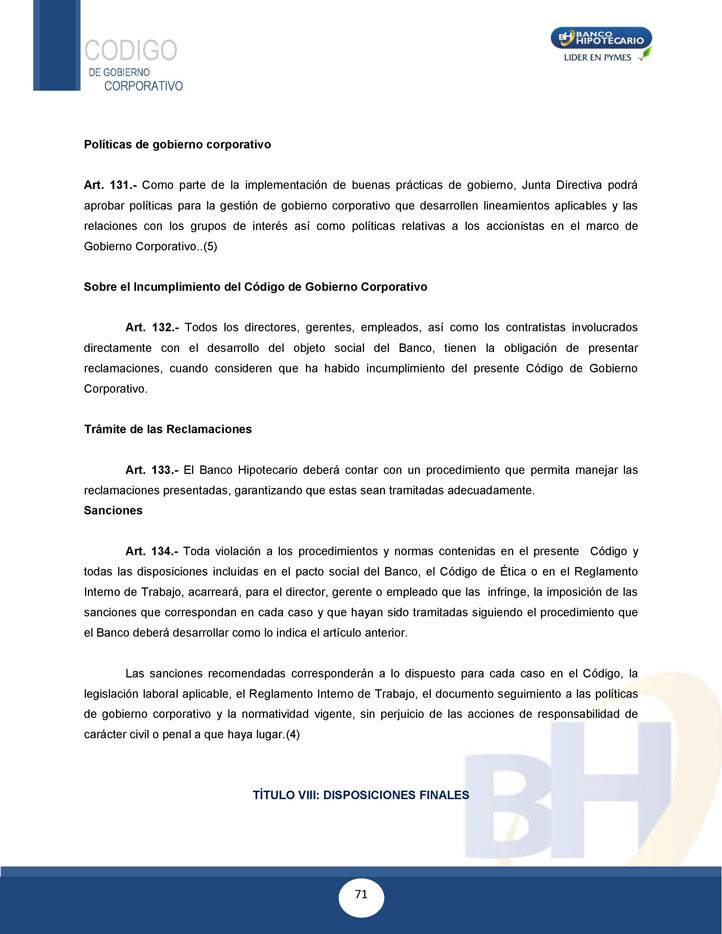 CODIGO
DE GOBIERNO
CORPORATIVO
BH BANCO
HIPOTECARIO
LIDER EN PYMES
Políticas de gobierno corporativo
Art. 131.- Como parte de la implementación de buenas prácticas de gobierno, Junta Directiva podrá
aprobar políticas para la gestión de gobierno corporativo que desarrollen lineamientos aplicables y las
relaciones con los grupos de interés así como políticas relativas a los accionistas en el marco de
Gobierno Corporativo..(5)
Sobre el Incumplimiento del Código de Gobierno Corporativo
Art. 132.- Todos los directores, gerentes, empleados, así como los contratistas involucrados
directamente con el desarrollo del objeto social del Banco, tienen la obligación de presentar
reclamaciones, cuando consideren que ha habido incumplimiento del presente Código de Gobierno
Corporativo.
Trámite de las Reclamaciones
Art. 133.- El Banco Hipotecario deberá contar con un procedimiento que permita manejar las
reclamaciones presentadas, garantizando que estas sean tramitadas adecuadamente.
Sanciones
Art. 134.- Toda violación a los procedimientos y normas contenidas en el presente Código y
todas las disposiciones incluidas en el pacto social del Banco, el Código de Ética o en el Reglamento
Interno de Trabajo, acarreará, para el director, gerente o empleado que las infringe, la imposición de las
sanciones que correspondan en cada caso y que hayan sido tramitadas siguiendo el procedimiento que
el Banco deberá desarrollar como lo indica el artículo anterior.
Las sanciones recomendadas corresponderán a lo dispuesto para cada caso en el Código, la
legislación laboral aplicable, el Reglamento Interno de Trabajo, el documento seguimiento a las políticas
de gobierno corporativo y la normatividad vigente, sin perjuicio de las acciones de responsabilidad de
carácter civil o penal a que haya lugar.(4)
TÍTULO VIII: DISPOSICIONES FINALES
BH
71